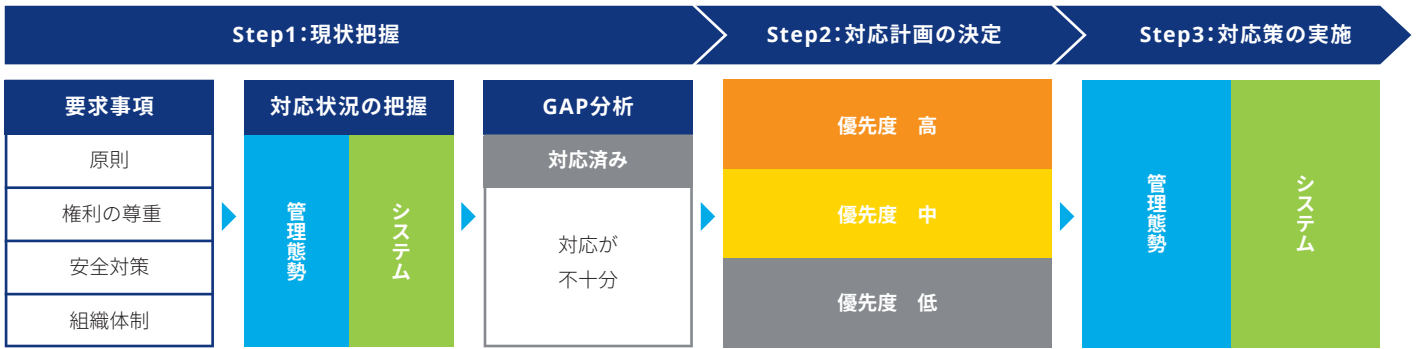 Step1：現状把握
Step2：対応計画の決定
Step3：対応策の実施
要求事項
原則
権利の尊重
安全対策
組織体制
対応状況の把握
管理態勢
システム
GAP分析
対応済み
対応が
不十分
優先度　高
優先度　中
優先度　低
管理態勢
システム